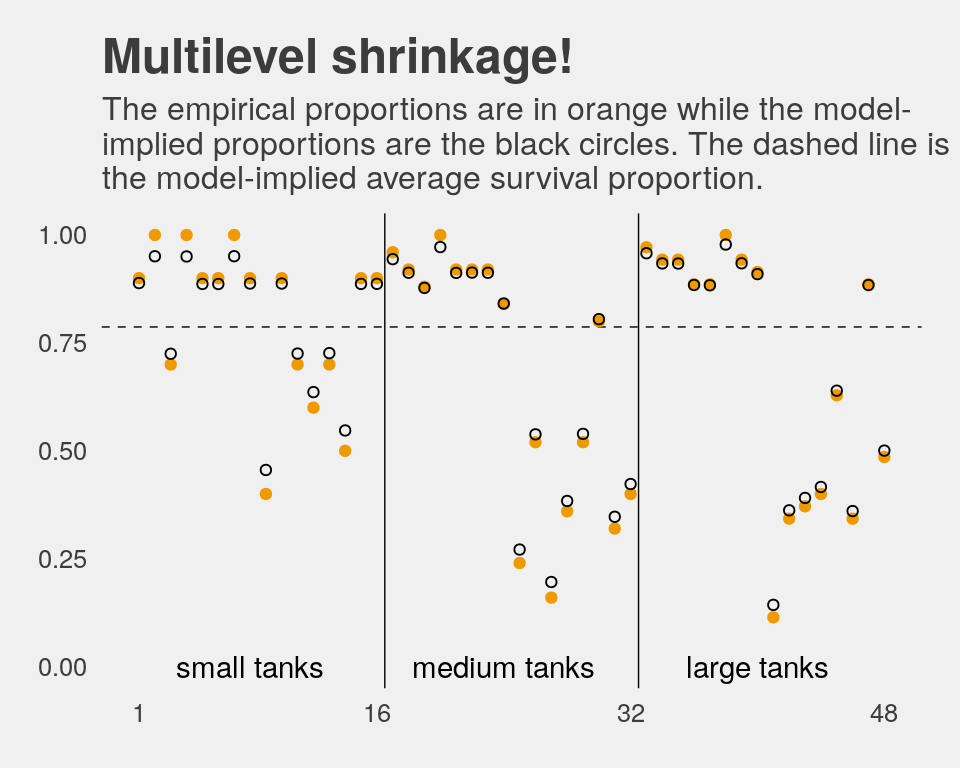 Multilevel shrinkage!
The empirical proportions are in orange while the model-
implied proportions are the black circles. The dashed line is
the model-implied average survival proportion.
1.00
0.75
0.50
0.25
0.00
small tanks medium tanks large tanks
1 16 32 48